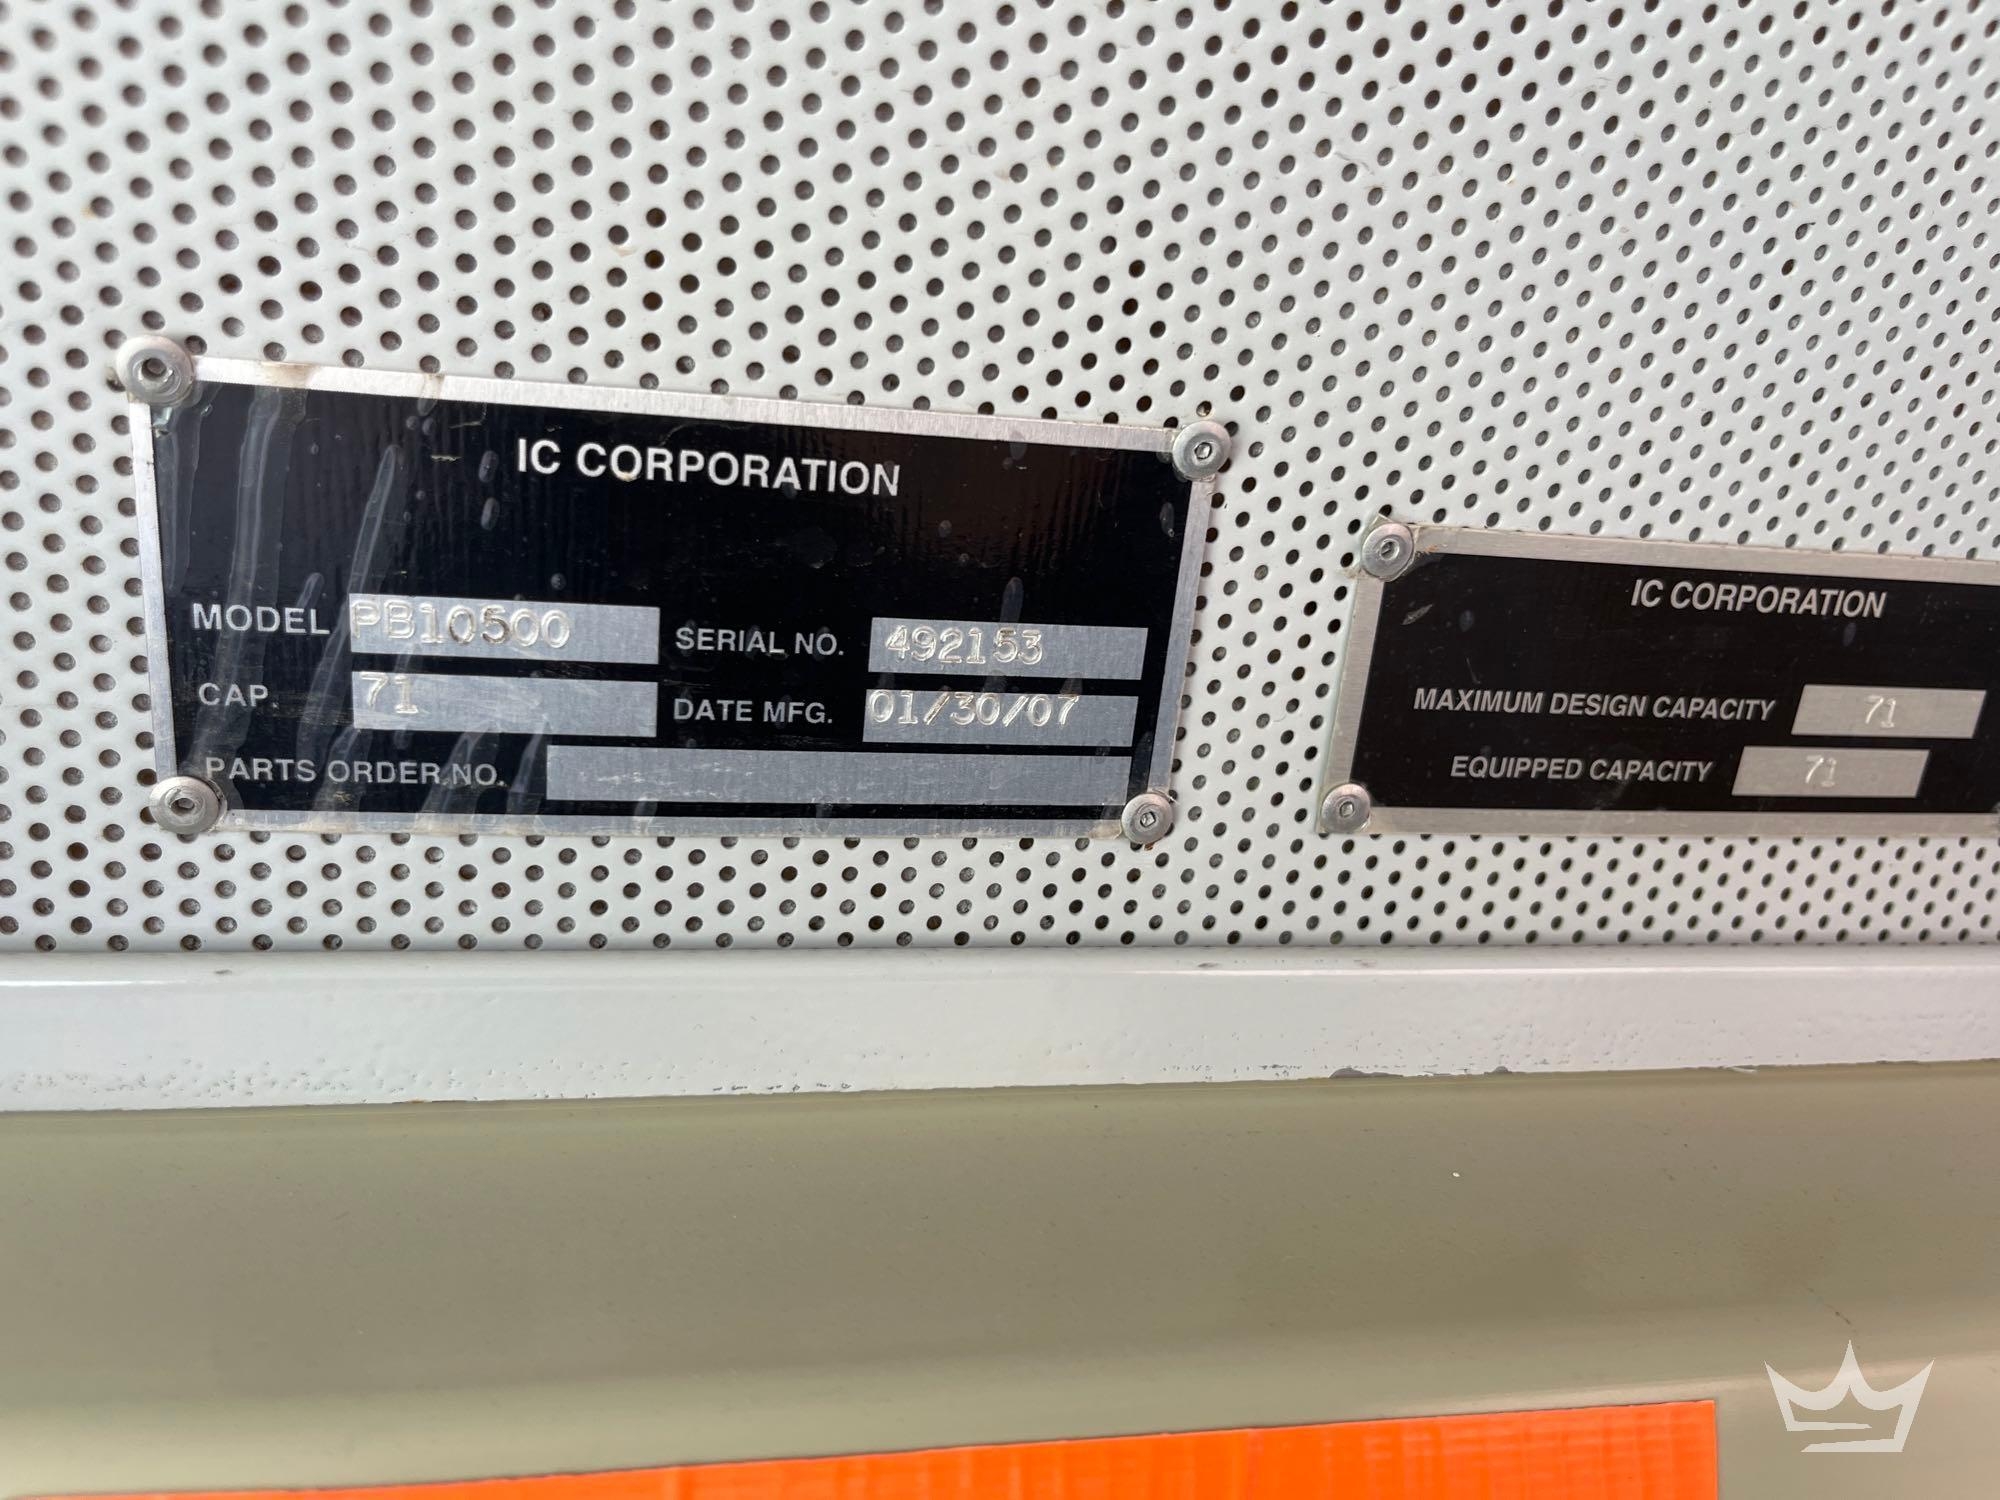 IC CORPORATION
MODEL PB10500 SERIAL NO. 492153
CAP. 71 DATE MFG. 01/30/07
PARTS ORDER NO.
IC CORPORATION
MAXIMUM DESIGN CAPACITY 71
EQUIPPED CAPACITY 71